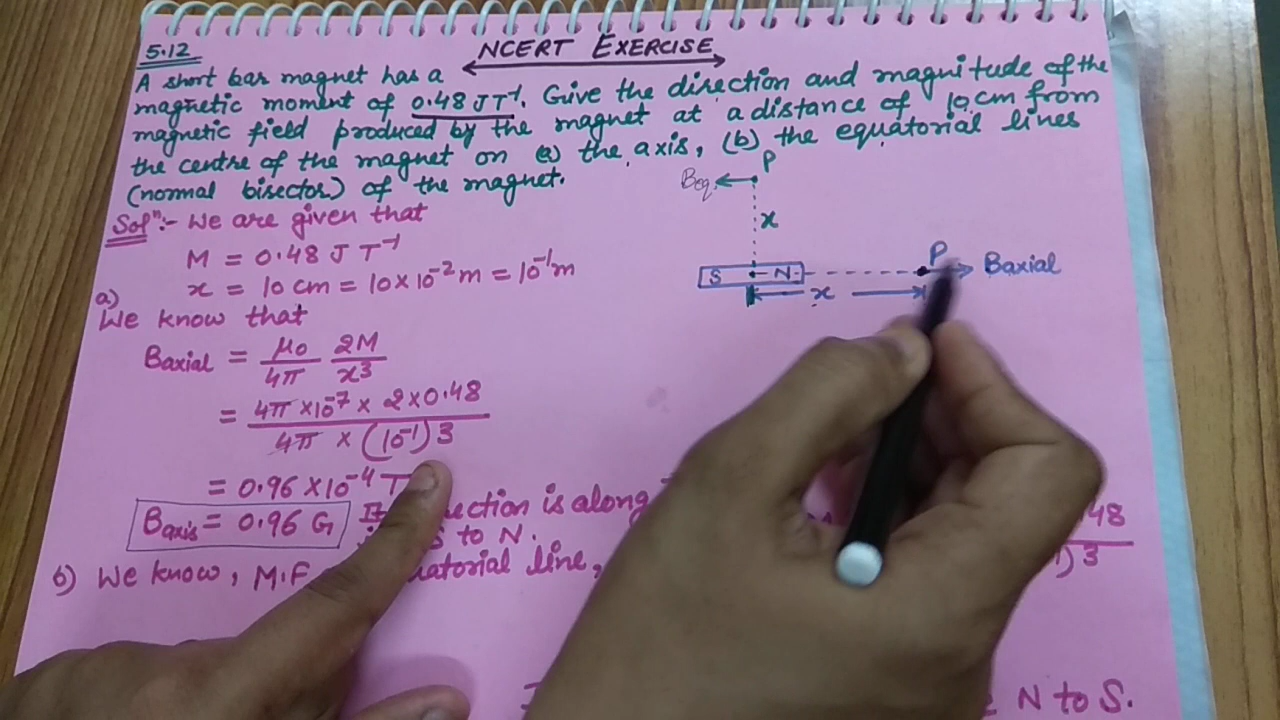 NCERT EXERCISE
5.12
A short bar magnet has a
magnetic moment of 0.48 J T⁻¹. Give the direction and magnitude of the
magnetic field produced by the magnet at a distance of 10 cm from
the centre of the magnet on (a) the axis, (b) the equatorial lines
(normal bisector) of the magnet.
Solⁿ:- We are given that
M = 0.48 J T⁻¹
x = 10 cm = 10×10⁻² m = 10⁻¹ m
a)
We know that
Baxial = μ₀/4π 2M/x³
= 4π ×10⁻⁷ × 2×0.48 / 4π × (10⁻¹)3
= 0.96 ×10⁻⁴ T
Baxis = 0.96 G
direction is along
S to N.
b) We know, M.F line,
.48
)3
N to S.
P
Beq.
x
S N
P
Baxial
x